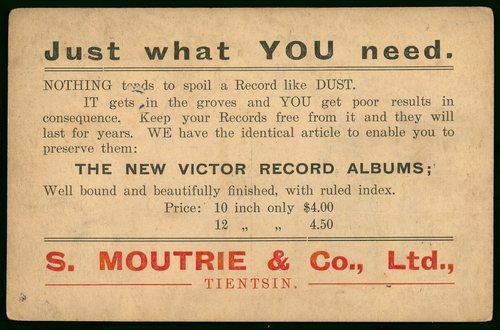 Just what YOU need.
NOTHING tends to spoil a Record like DUST.
IT gets in the groves and YOU get poor results in
consequence. Keep your Records free from it and they will
last for years. WE have the identical article to enable you to
preserve them:
THE NEW VICTOR RECORD ALBUMS;
Well bound and beautifully finished, with ruled index.
Price: 10 inch only $4.00
12 „ „ 4.50
S. MOUTRIE & Co., Ltd.,
TIENTSIN.